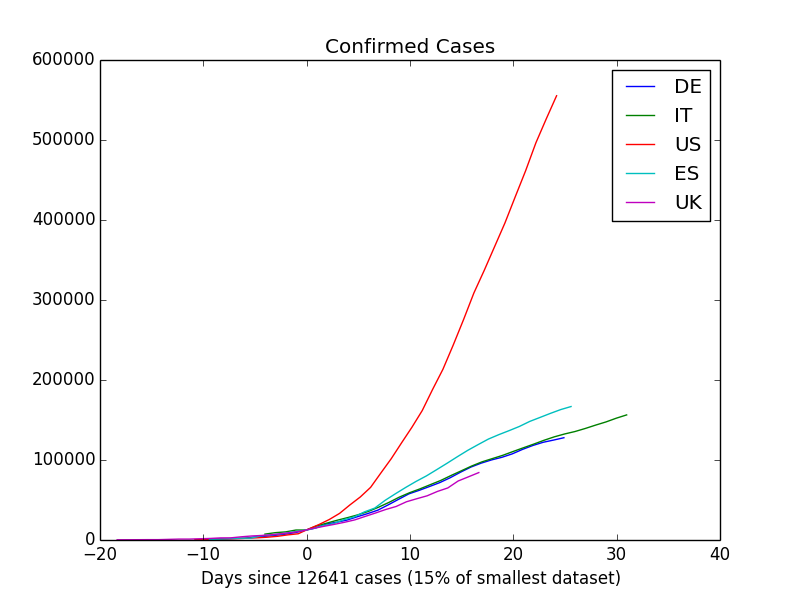 Confirmed Cases
600000
500000
400000
300000
200000
100000
0
−20
−10
0
10
20
30
40
DE
IT
US
ES
UK
Days since 12641 cases (15% of smallest dataset)